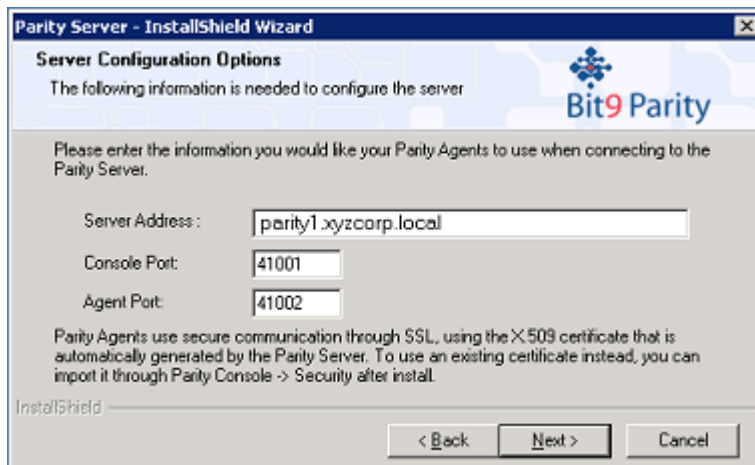 Parity Server - InstallShield Wizard
Server Configuration Options
The following information is needed to configure the server
Bit9 Parity
Please enter the information you would like your Parity Agents to use when connecting to the
Parity Server.
Server Address :
parity1.xyzcorp.local
Console Port:
41001
Agent Port:
41002
Parity Agents use secure communication through SSL, using the X.509 certificate that is
automatically generated by the Parity Server. To use an existing certificate instead, you can
import it through Parity Console -> Security after install.
InstallShield
< Back
Next >
Cancel